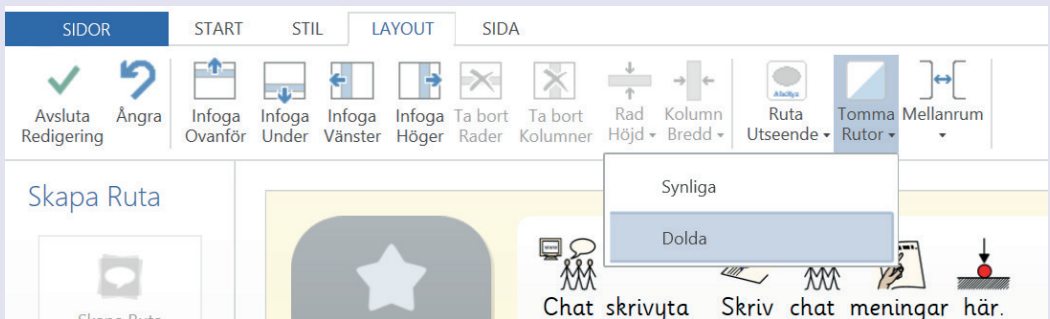 SIDOR START STIL LAYOUT SIDA
Avsluta Ångra Infoga Infoga Infoga Infoga Ta bort Ta bort Rad Kolumn Ruta Tomma Mellanrum
Redigering Ovanför Under Vänster Höger Rader Kolumner Höjd Bredd Utseende Rutor
Synliga
Skapa Ruta
Dolda
Chat skrivyta Skriv chat meningar här.
Skapa Ruta